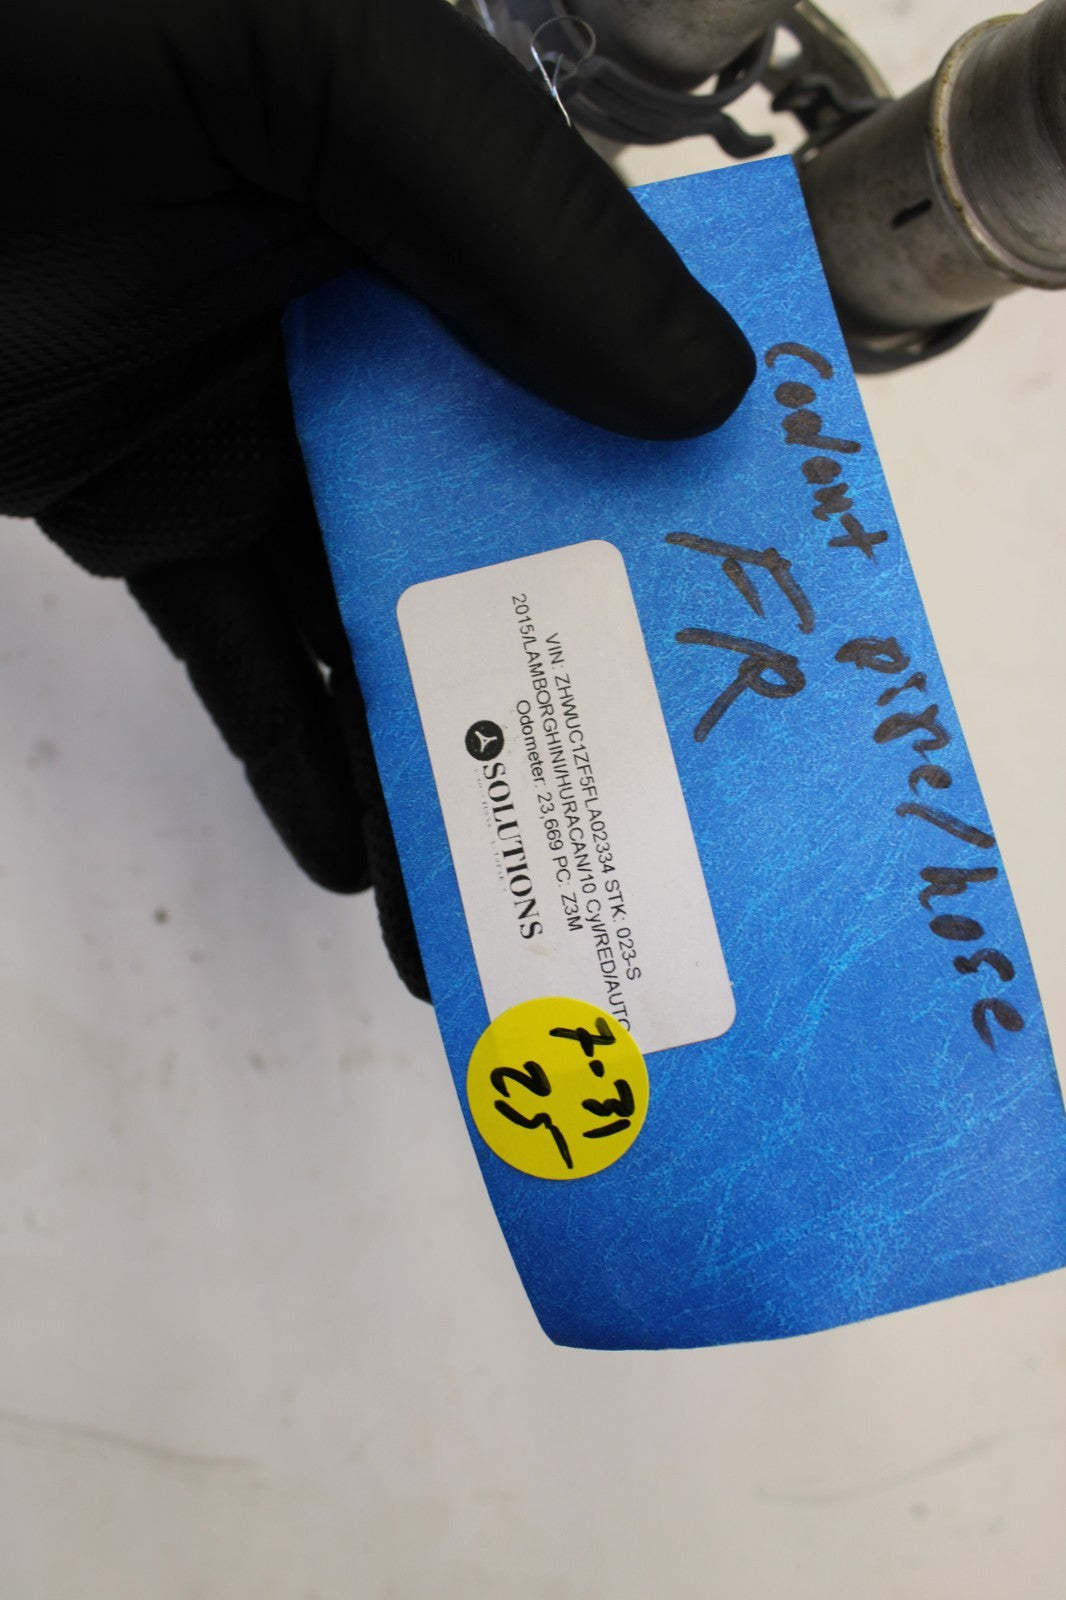 coolant pipe/hose
FR
VIN: ZHWUC1ZF5FLA02334 STK: 023-S
2015/LAMBORGHINI/HURACAN/10 Cyl/RED/AUTO
Odometer: 23,669 PC: Z3M
SOLUTIONS
7.31
25